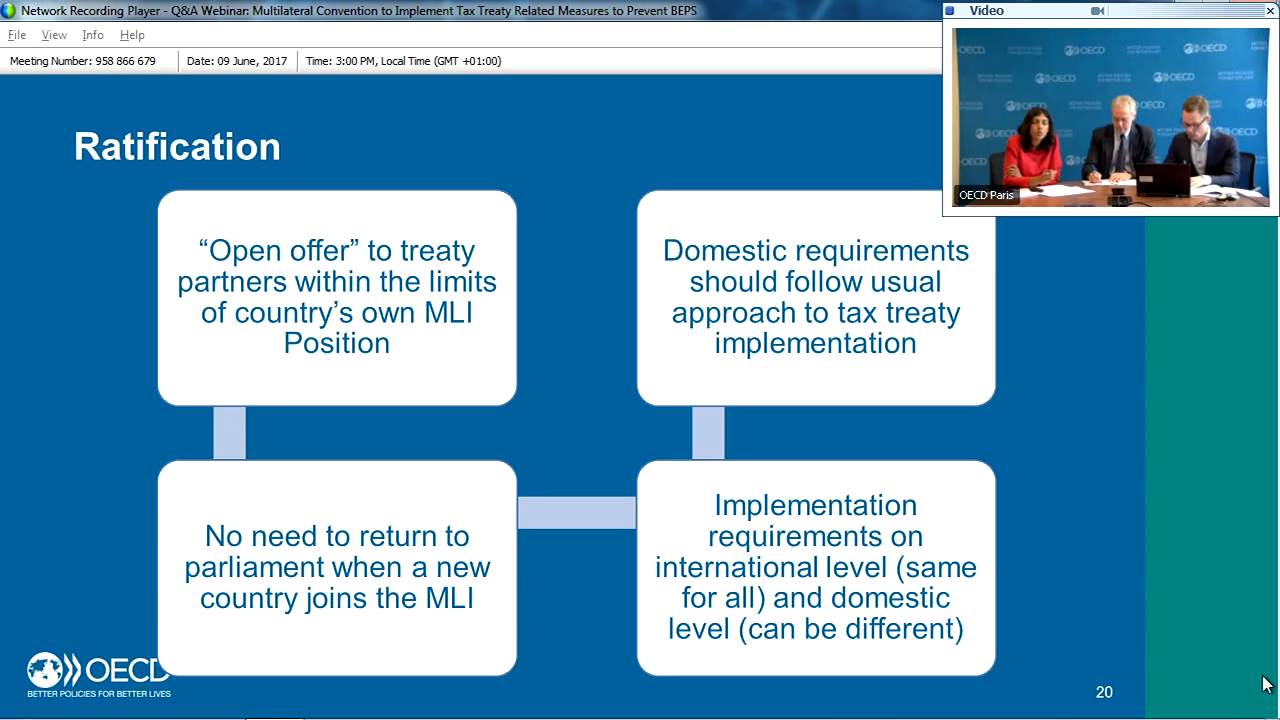 Network Recording Player - Q&A Webinar: Multilateral Convention to Implement Tax Treaty Related Measures to Prevent BEPS
File View Info Help
Meeting Number: 958 866 679 Date: 09 June, 2017 Time: 3:00 PM, Local Time (GMT +01:00)
Video
OECD
OECD Paris
Ratification
“Open offer” to treaty
partners within the limits
of country’s own MLI
Position
Domestic requirements
should follow usual
approach to tax treaty
implementation
No need to return to
parliament when a new
country joins the MLI
Implementation
requirements on
international level (same
for all) and domestic
level (can be different)
OECD
BETTER POLICIES FOR BETTER LIVES
20